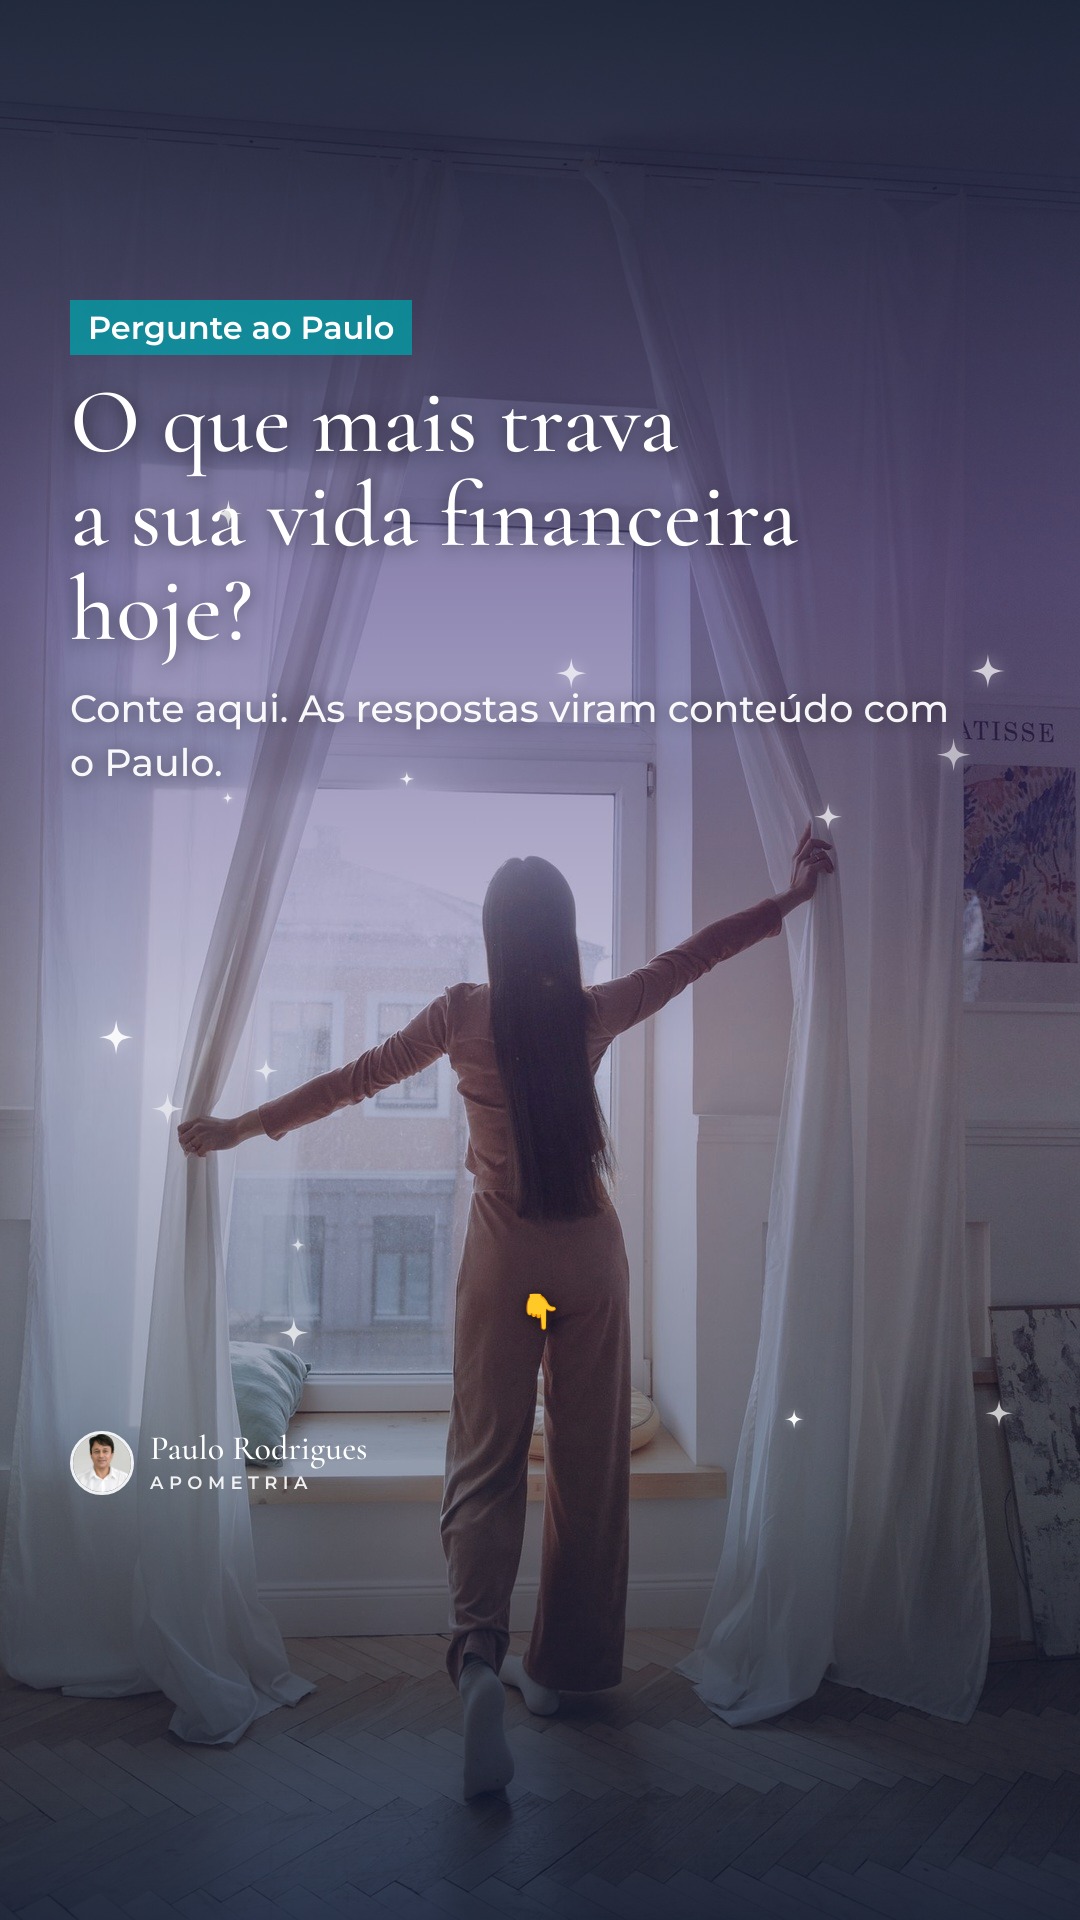 Pergunte ao Paulo
O que mais trava
a sua vida financeira
hoje?
Conte aqui. As respostas viram conteúdo com
o Paulo.
ATISSE
Paulo Rodrigues
APOMETRIA